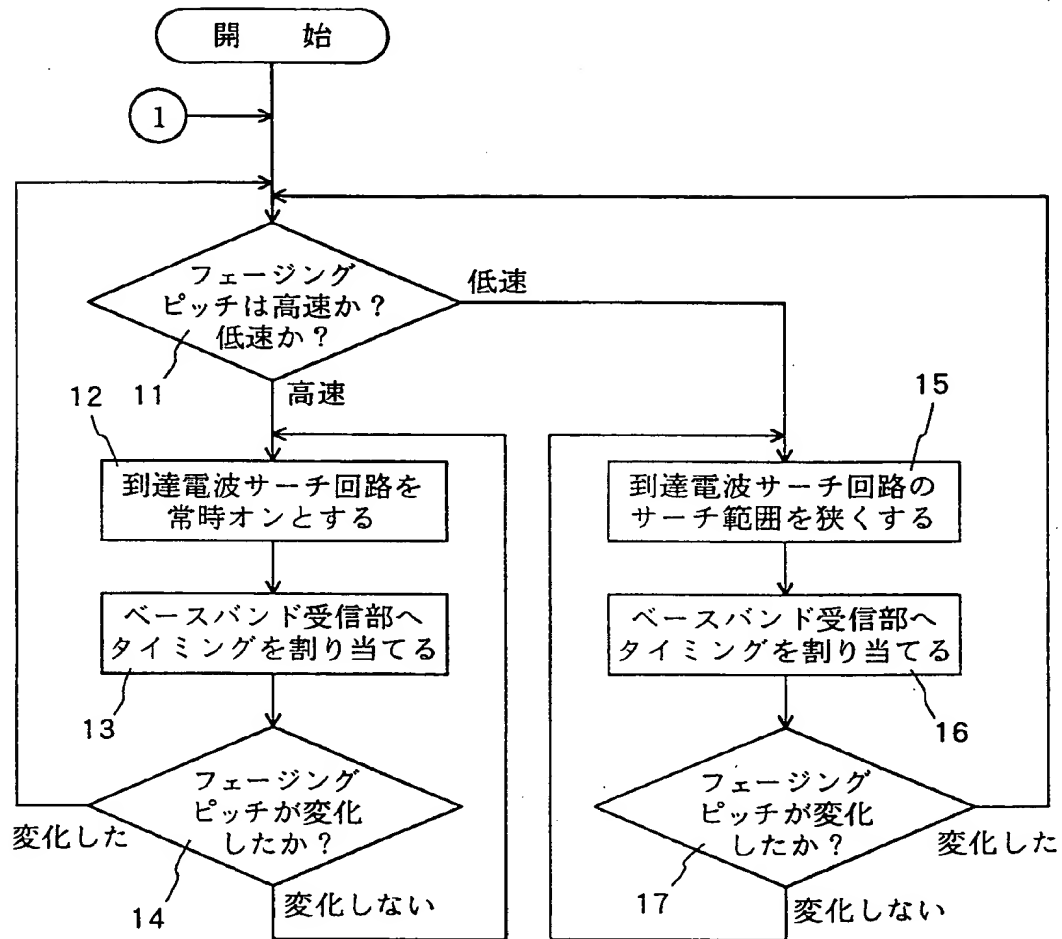 開 始
1
フェージング
ピッチは高速か?
低速か?
低速
11
高速
12
到達電波サーチ回路を
常時オンとする
15
到達電波サーチ回路の
サーチ範囲を狭くする
ベースバンド受信部へ
タイミングを割り当てる
13
ベースバンド受信部へ
タイミングを割り当てる
16
フェージング
ピッチが変化
したか?
変化した
14
変化しない
フェージング
ピッチが変化
したか?
変化した
17
変化しない